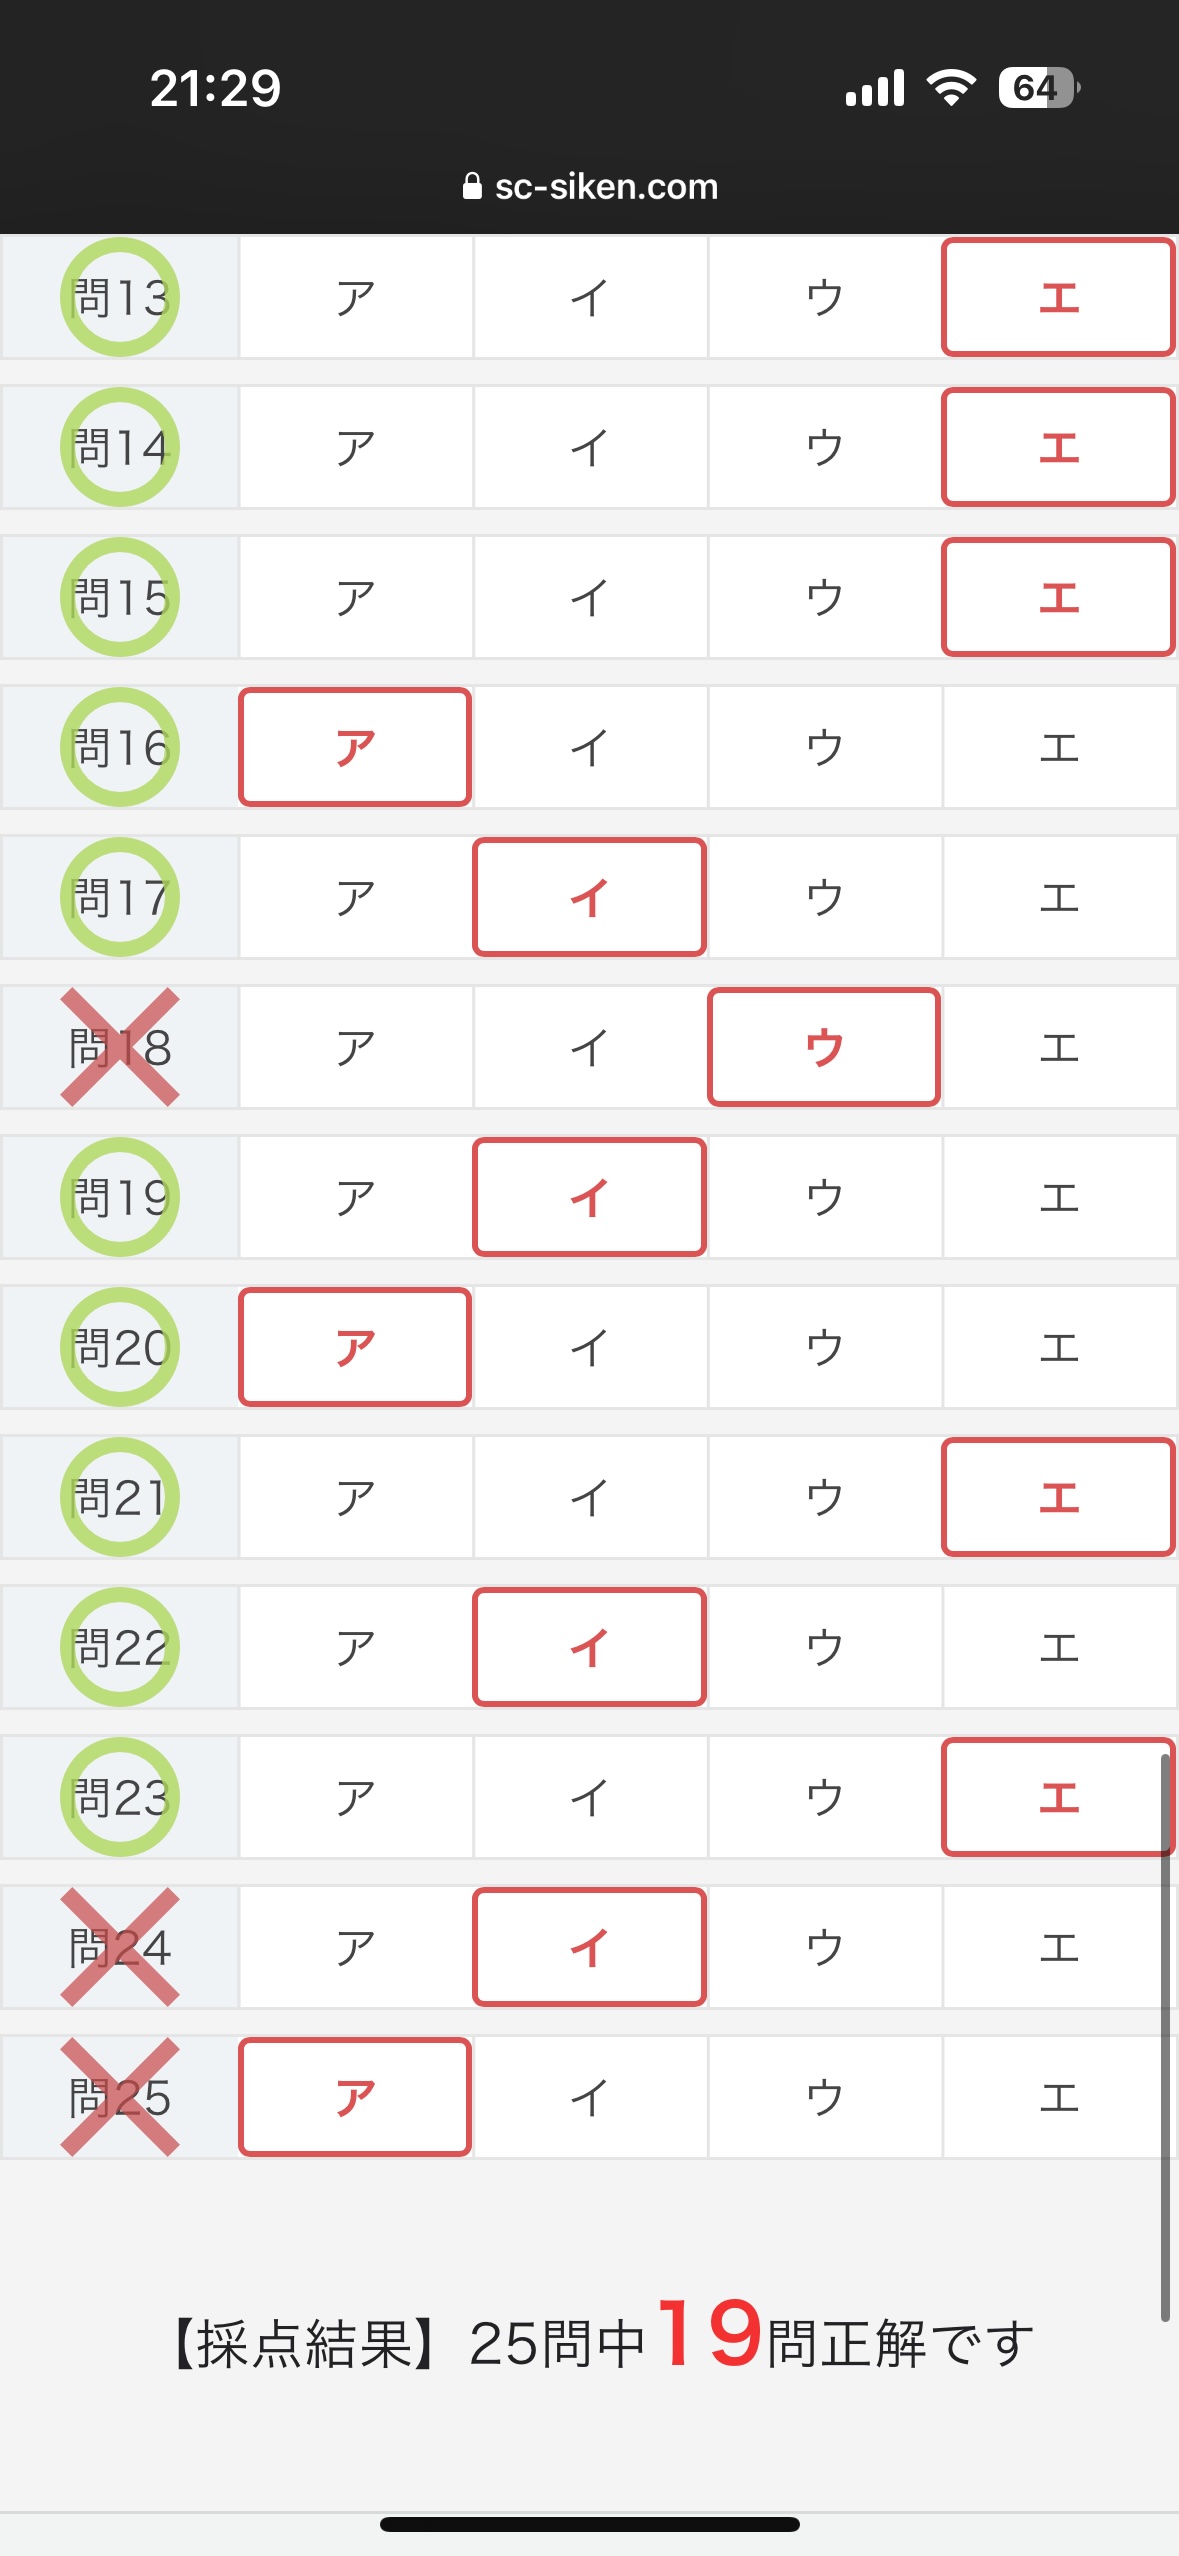 21:29 64
sc-siken.com
問13 ア イ ウ エ
問14 ア イ ウ エ
問15 ア イ ウ エ
問16 ア イ ウ エ
問17 ア イ ウ エ
問18 ア イ ウ エ
問19 ア イ ウ エ
問20 ア イ ウ エ
問21 ア イ ウ エ
問22 ア イ ウ エ
問23 ア イ ウ エ
問24 ア イ ウ エ
問25 ア イ ウ エ
【採点結果】25問中19問正解です